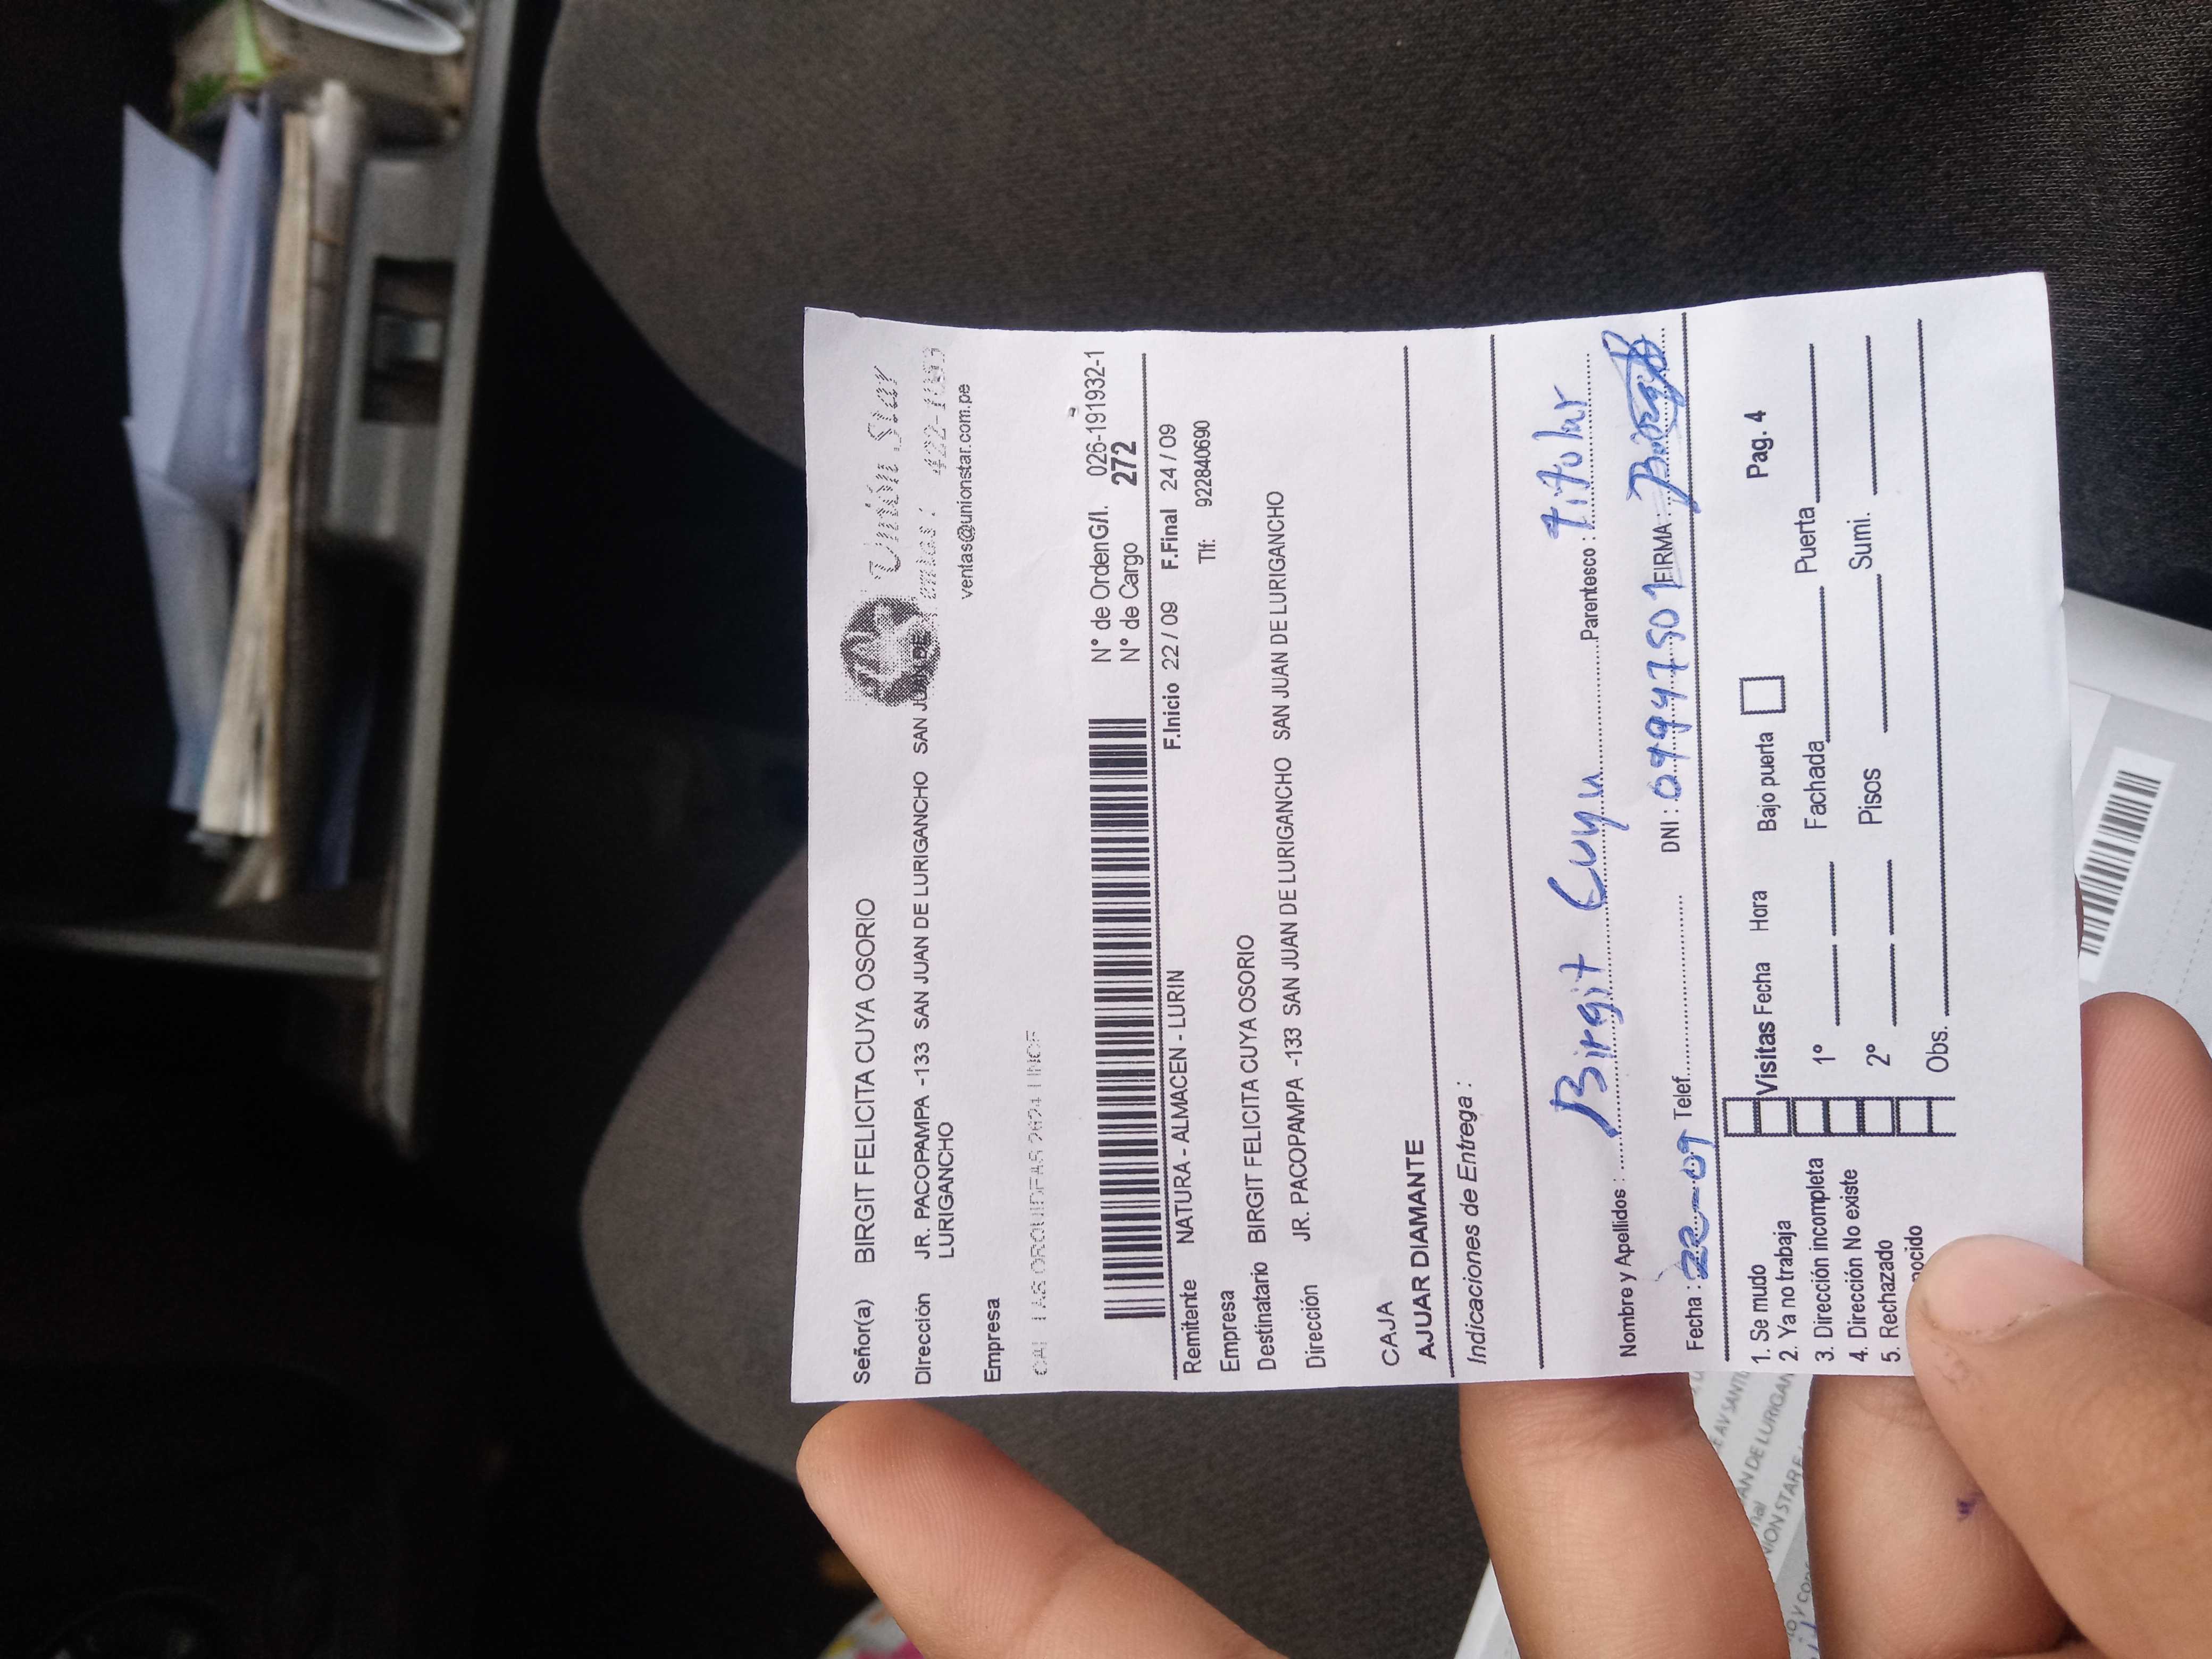 Señor(a) BIRGIT FELICITA CUYA OSORIO
Unión Star
Dirección JR. PACOPAMPA -133 SAN JUAN DE LURIGANCHO SAN JUAN DE
LURIGANCHO
ventas@unionstar.com.pe
Empresa
N° de OrdenG/I. 026-191932-1
N° de Cargo 272
Remitente NATURA - ALMACEN - LURIN F.Inicio 22 / 09 F.Final 24 / 09
Empresa Tlf: 922840690
Destinatario BIRGIT FELICITA CUYA OSORIO
Dirección JR. PACOPAMPA -133 SAN JUAN DE LURIGANCHO SAN JUAN DE LURIGANCHO
CAJA
AJUAR DIAMANTE
Indicaciones de Entrega :
Nombre y Apellidos : Birgit Cuya Parentesco : Titular
Fecha : 22-09 Telef. DNI : FIRMA :
1. Se mudo Visitas Fecha Hora Bajo puerta Pag. 4
2. Ya no trabaja
3. Dirección incompleta 1° Fachada Puerta
4. Dirección No existe
5. Rechazado 2° Pisos Sumi.
Obs.